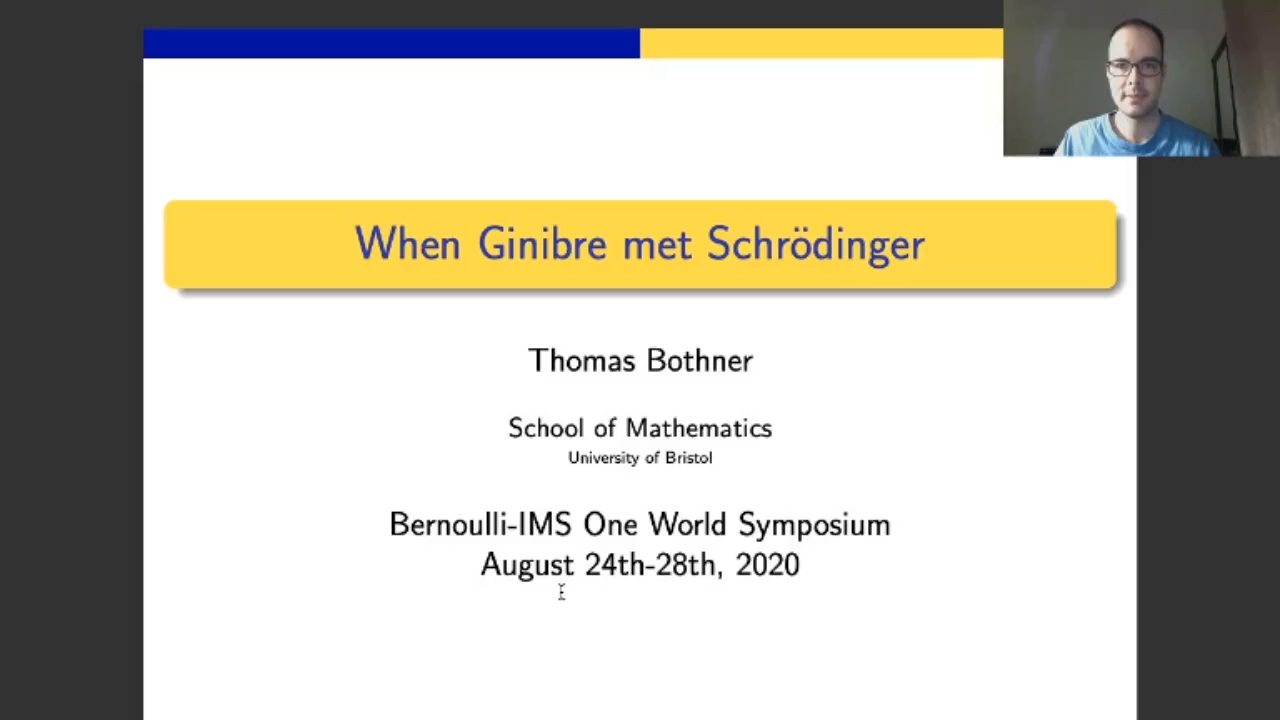 When Ginibre met Schrödinger
Thomas Bothner
School of Mathematics
University of Bristol
Bernoulli-IMS One World Symposium
August 24th-28th, 2020